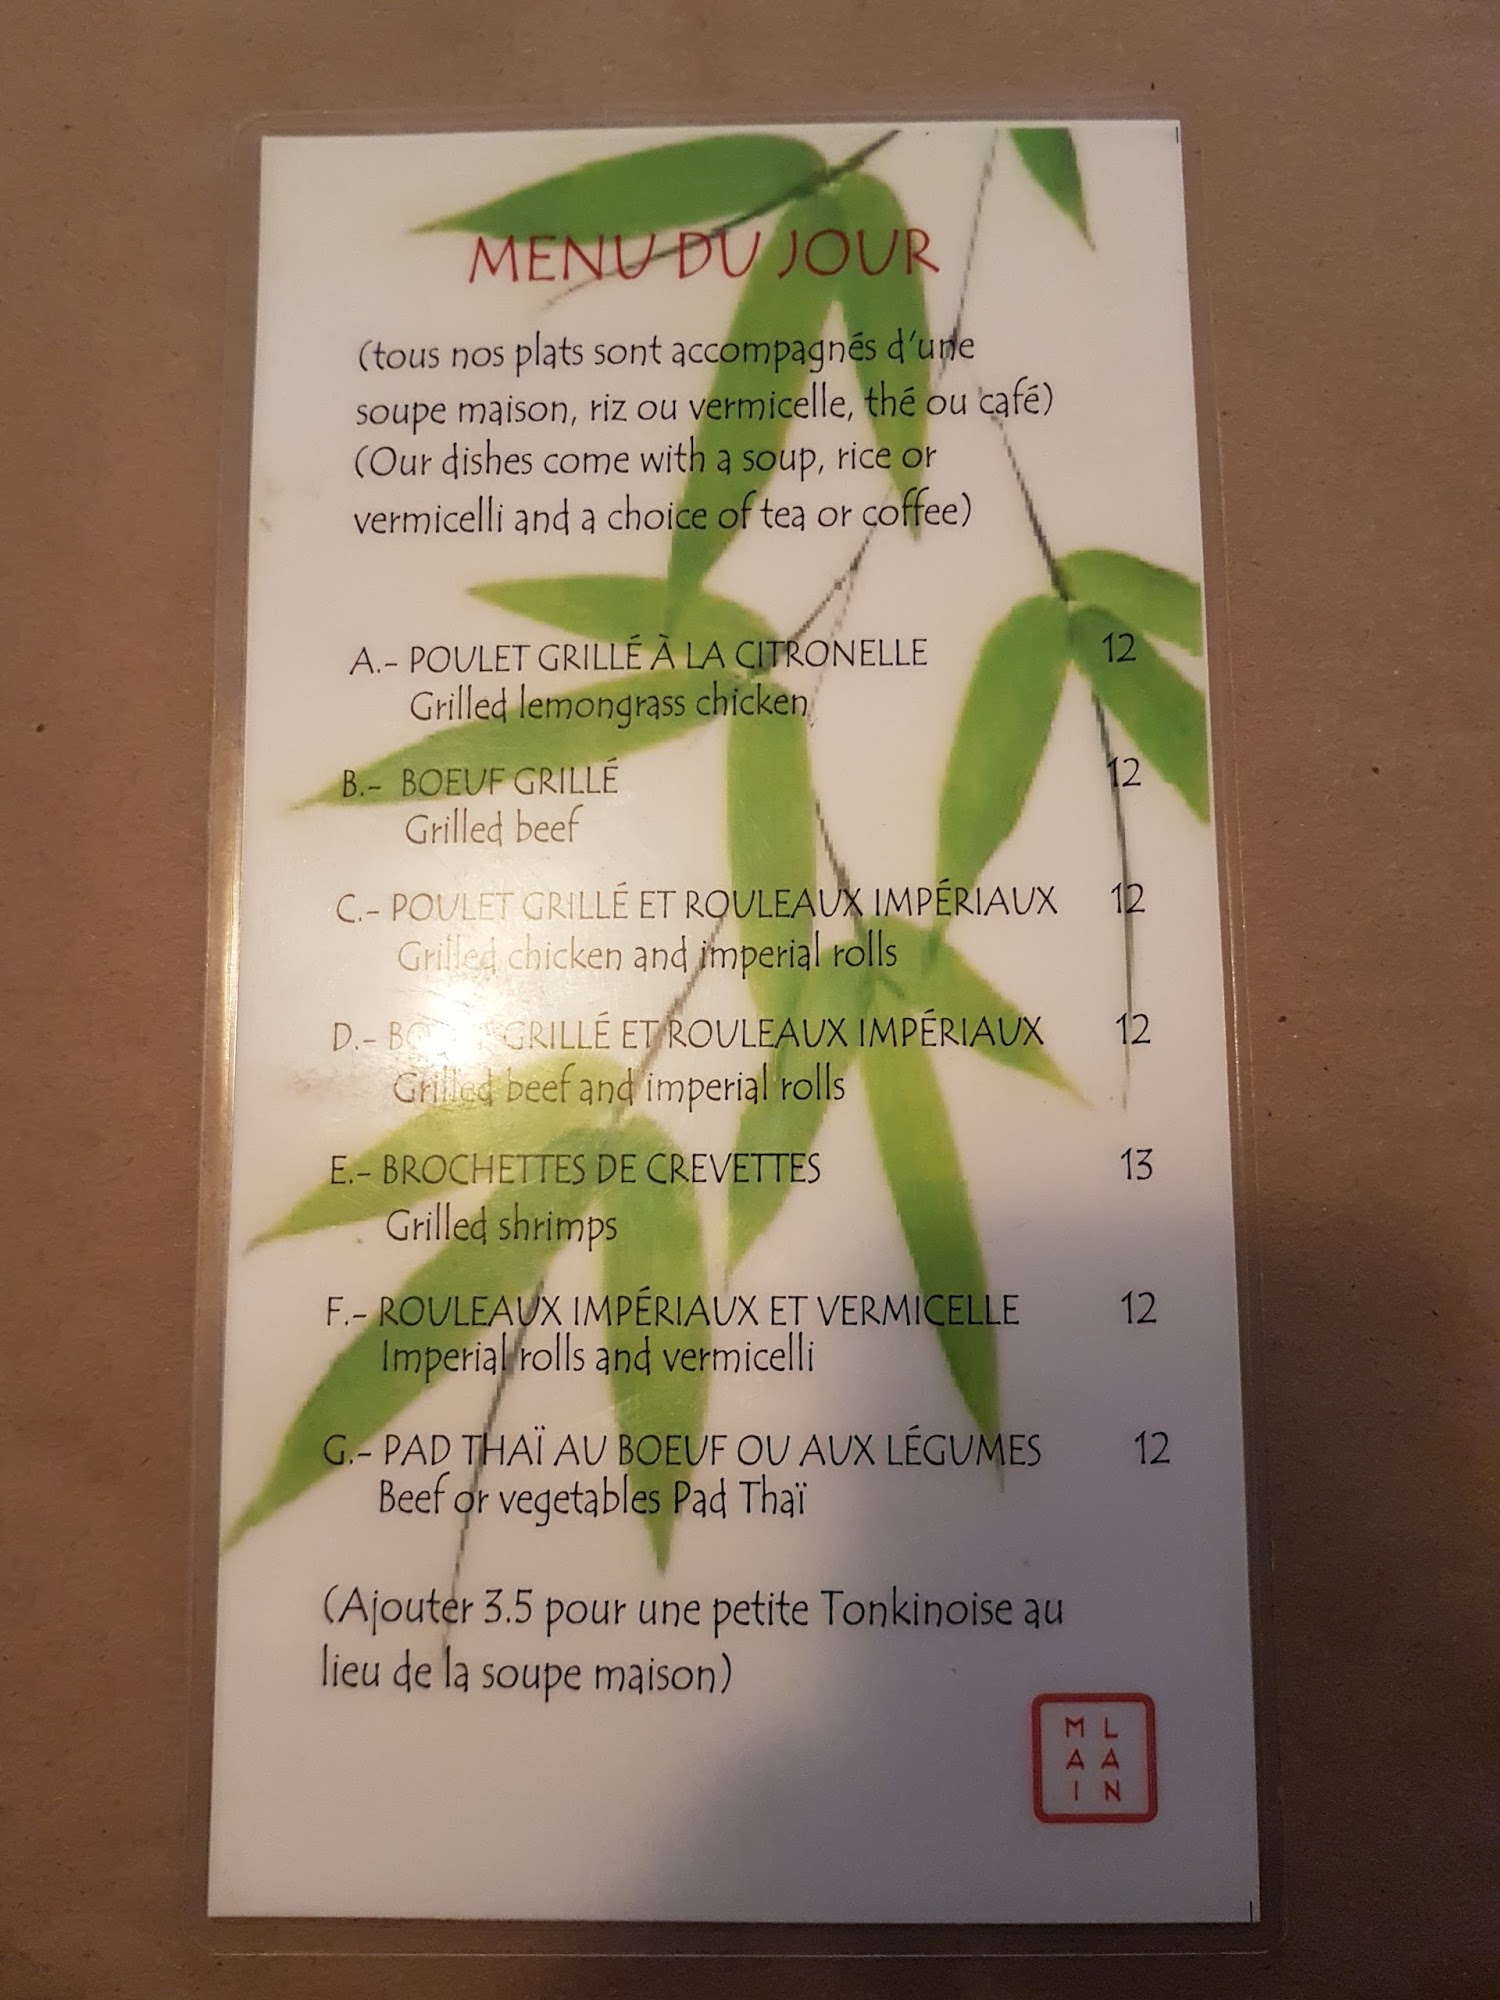 MENU DU JOUR
(tous nos plats sont accompagnés d'une
soupe maison, riz ou vermicelle, thé ou café)
(Our dishes come with a soup, rice or
vermicelli and a choice of tea or coffee)
A.- POULET GRILLÉ À LA CITRONELLE 12
Grilled lemongrass chicken
B.- BOEUF GRILLÉ 12
Grilled beef
C.- POULET GRILLÉ ET ROULEAUX IMPÉRIAUX 12
Grilled chicken and imperial rolls
D.- BOEUF GRILLÉ ET ROULEAUX IMPÉRIAUX 12
Grilled beef and imperial rolls
E.- BROCHETTES DE CREVETTES 13
Grilled shrimps
F.- ROULEAUX IMPÉRIAUX ET VERMICELLE 12
Imperial rolls and vermicelli
G.- PAD THAÏ AU BOEUF OU AUX LÉGUMES 12
Beef or vegetables Pad Thaï
(Ajouter 3.5 pour une petite Tonkinoise au
lieu de la soupe maison)
MAI LAN